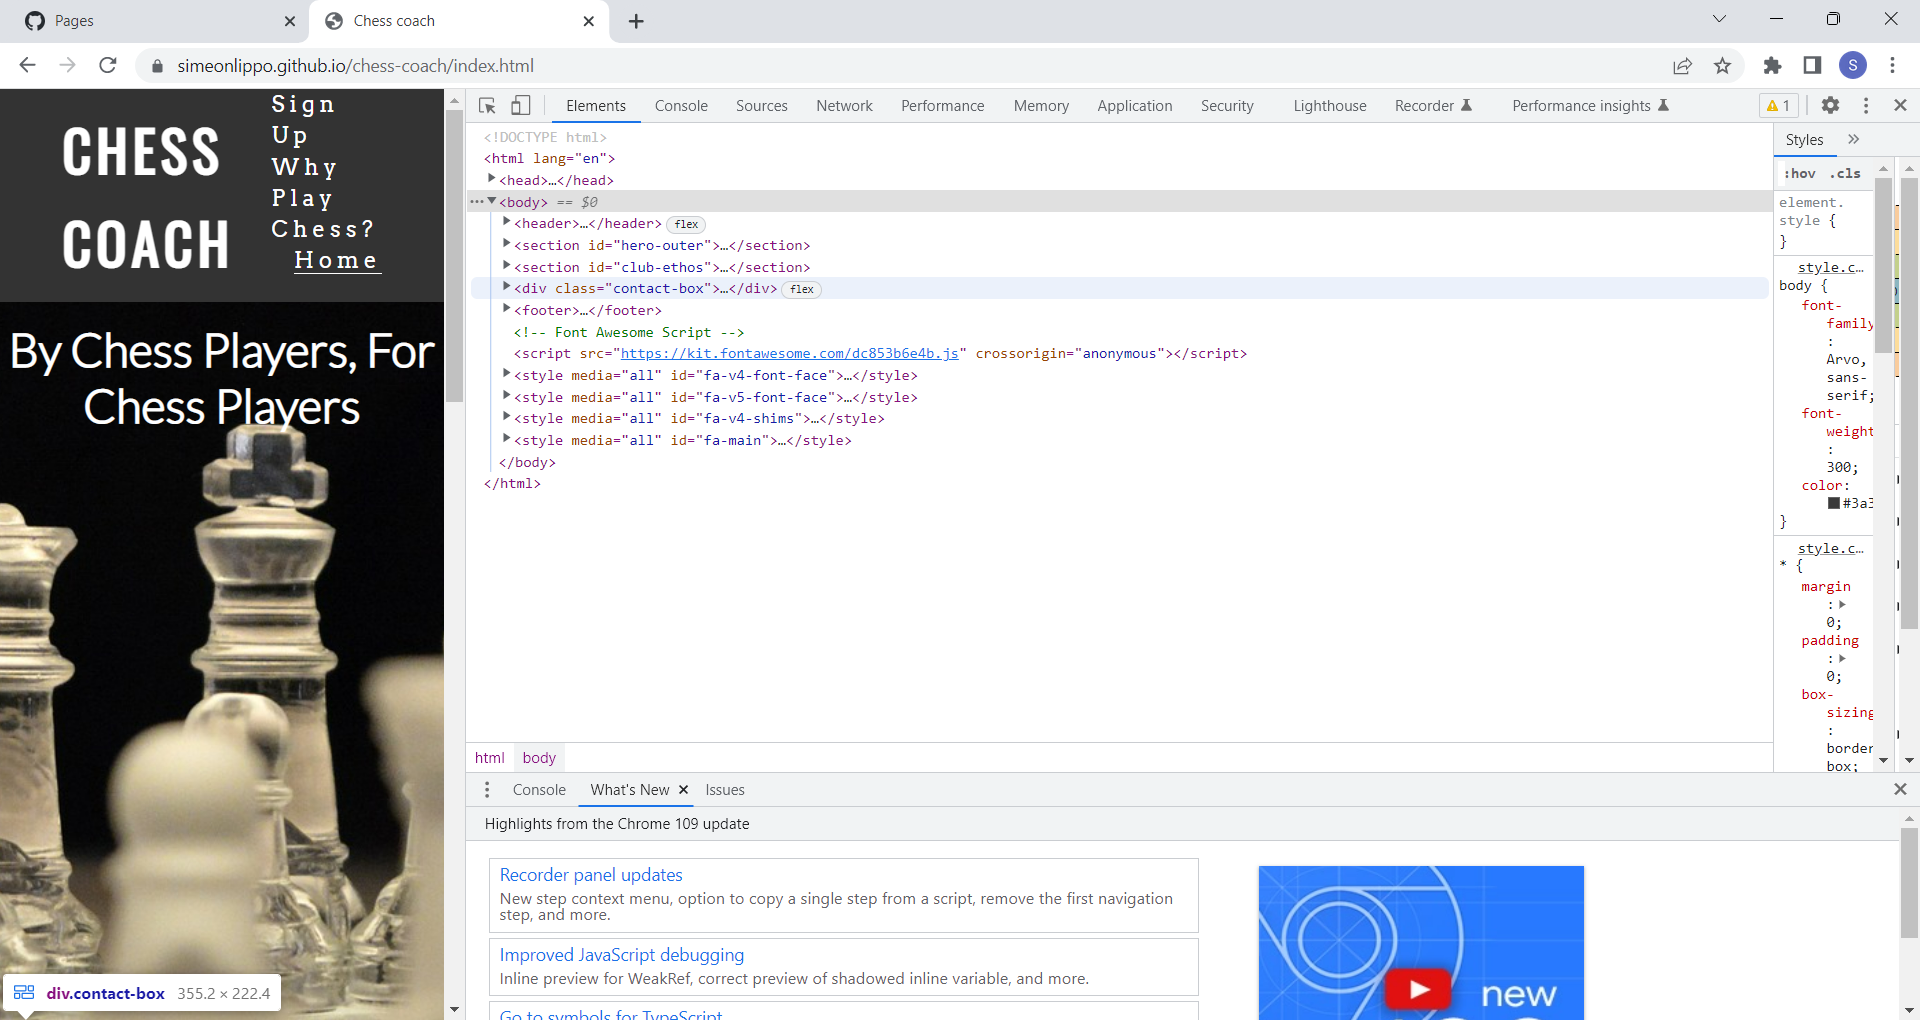 Pages
Chess coach
simeonlippo.github.io/chess-coach/index.html
S
CHESS
COACH
Sign
Up
Why
Play
Chess?
Home
By Chess Players, For
Chess Players
div.contact-box 355.2 × 222.4
Elements Console Sources Network Performance Memory Application Security Lighthouse Recorder Performance insights 1
<!DOCTYPE html>
<html lang="en">
<head>…</head>
<body> == $0
<header>…</header> flex
<section id="hero-outer">…</section>
<section id="club-ethos">…</section>
<div class="contact-box">…</div> flex
<footer>…</footer>
<!-- Font Awesome Script -->
<script src="https://kit.fontawesome.com/dc853b6e4b.js" crossorigin="anonymous"></script>
<style media="all" id="fa-v4-font-face">…</style>
<style media="all" id="fa-v5-font-face">…</style>
<style media="all" id="fa-v4-shims">…</style>
<style media="all" id="fa-main">…</style>
</body>
</html>
html body
Styles
:hov .cls
element.
style {
}
style.c…
body {
font-
family
:
Arvo,
sans-
serif;
font-
weight
:
300;
color:
#3a3
}
style.c…
* {
margin
:
0;
padding
:
0;
box-
sizing
:
border
box;
Console What's New Issues
Highlights from the Chrome 109 update
Recorder panel updates
New step context menu, option to copy a single step from a script, remove the first navigation
step, and more.
Improved JavaScript debugging
Inline preview for WeakRef, correct preview of shadowed inline variable, and more.
Go to symbols for TypeScript
new